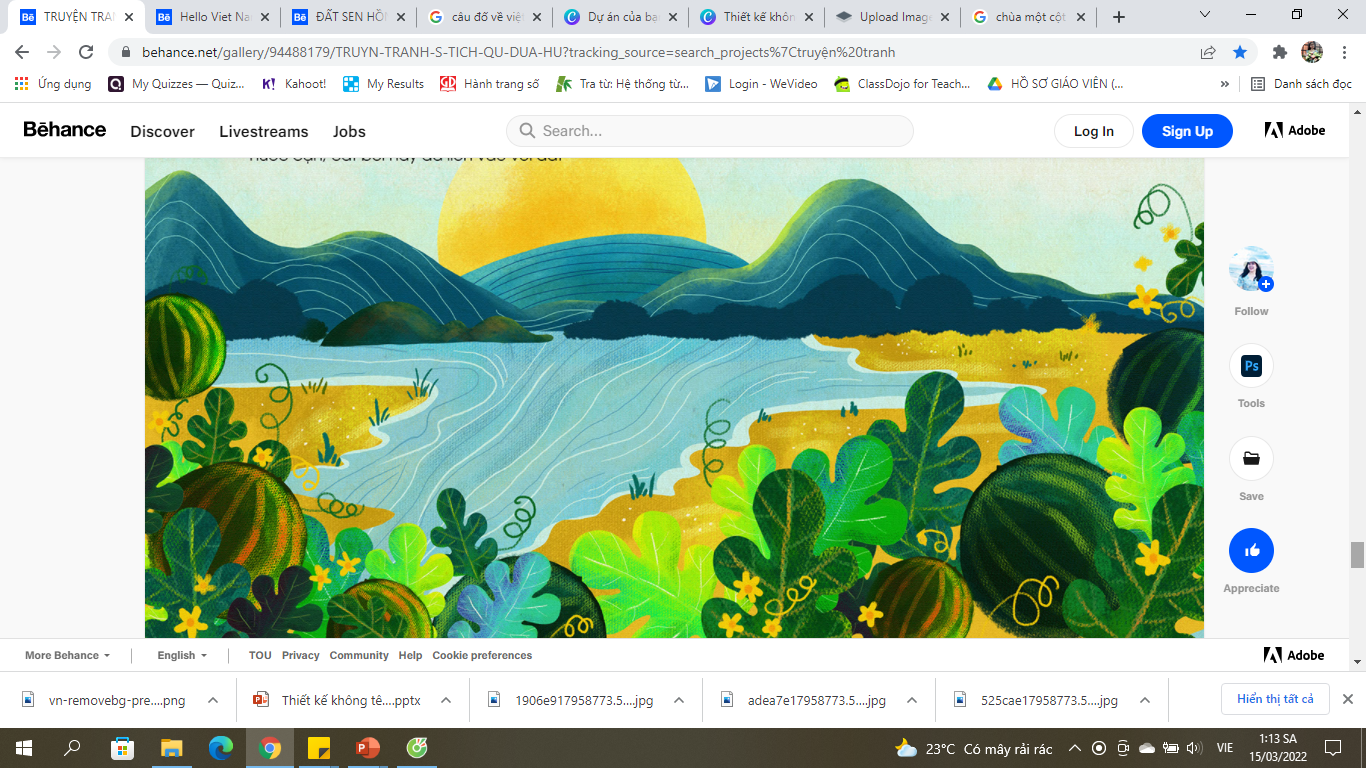 TRUYỆN TRAN
Hello Viet Na
ĐẤT SEN HỒN
câu đố về việt
Dự án của bạ
Thiết kế khôn
Upload Image
chùa một cột
behance.net/gallery/94488179/TRUYN-TRANH-S-TICH-QU-DUA-HU?tracking_source=search_projects%7Ctruyện%20tranh
Ứng dụng My Quizzes — Quiz... Kahoot! My Results Hành trang số Tra từ: Hệ thống từ... Login - WeVideo ClassDojo for Teach... HỒ SƠ GIÁO VIÊN (... » Danh sách đọc
Bēhance Discover Livestreams Jobs Search... Log In Sign Up Adobe
Follow
Ps
Tools
Save
Appreciate
More Behance English TOU Privacy Community Help Cookie preferences Adobe
vn-removebg-pre....png Thiết kế không tê....pptx 1906e917958773.5....jpg adea7e17958773.5....jpg 525cae17958773.5....jpg Hiển thị tất cả
23°C Có mây rải rác VIE 1:13 SA
15/03/2022